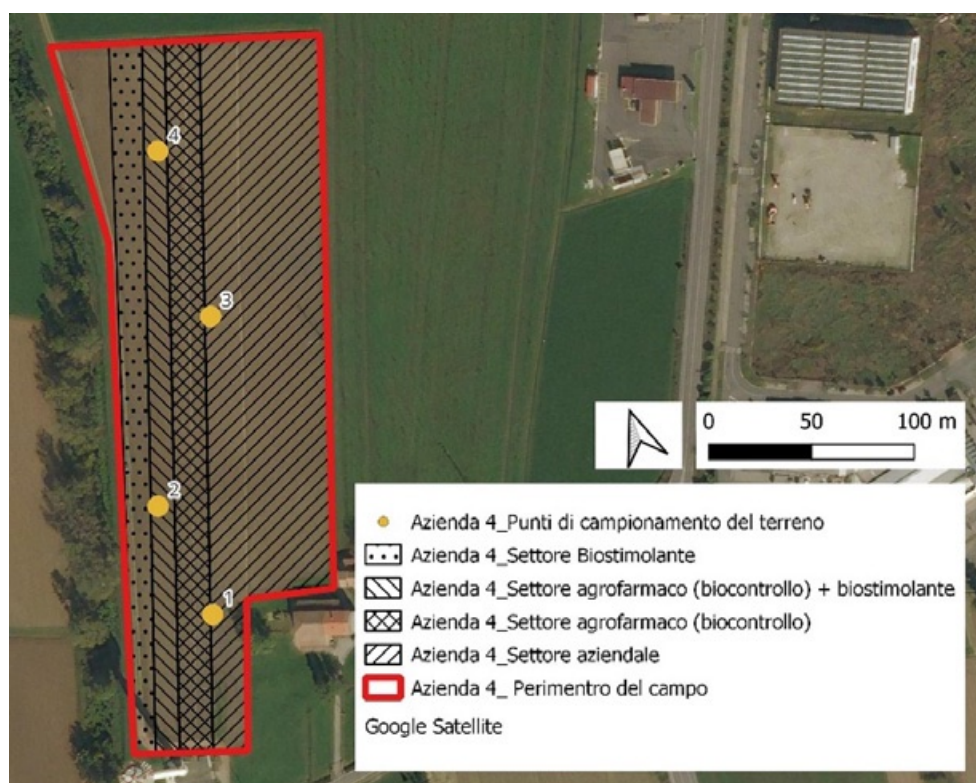 4
3
2
1
0 50 100 m
Azienda 4_Punti di campionamento del terreno
Azienda 4_Settore Biostimolante
Azienda 4_Settore agrofarmaco (biocontrollo) + biostimolante
Azienda 4_Settore agrofarmaco (biocontrollo)
Azienda 4_Settore aziendale
Azienda 4_ Perimentro del campo
Google Satellite